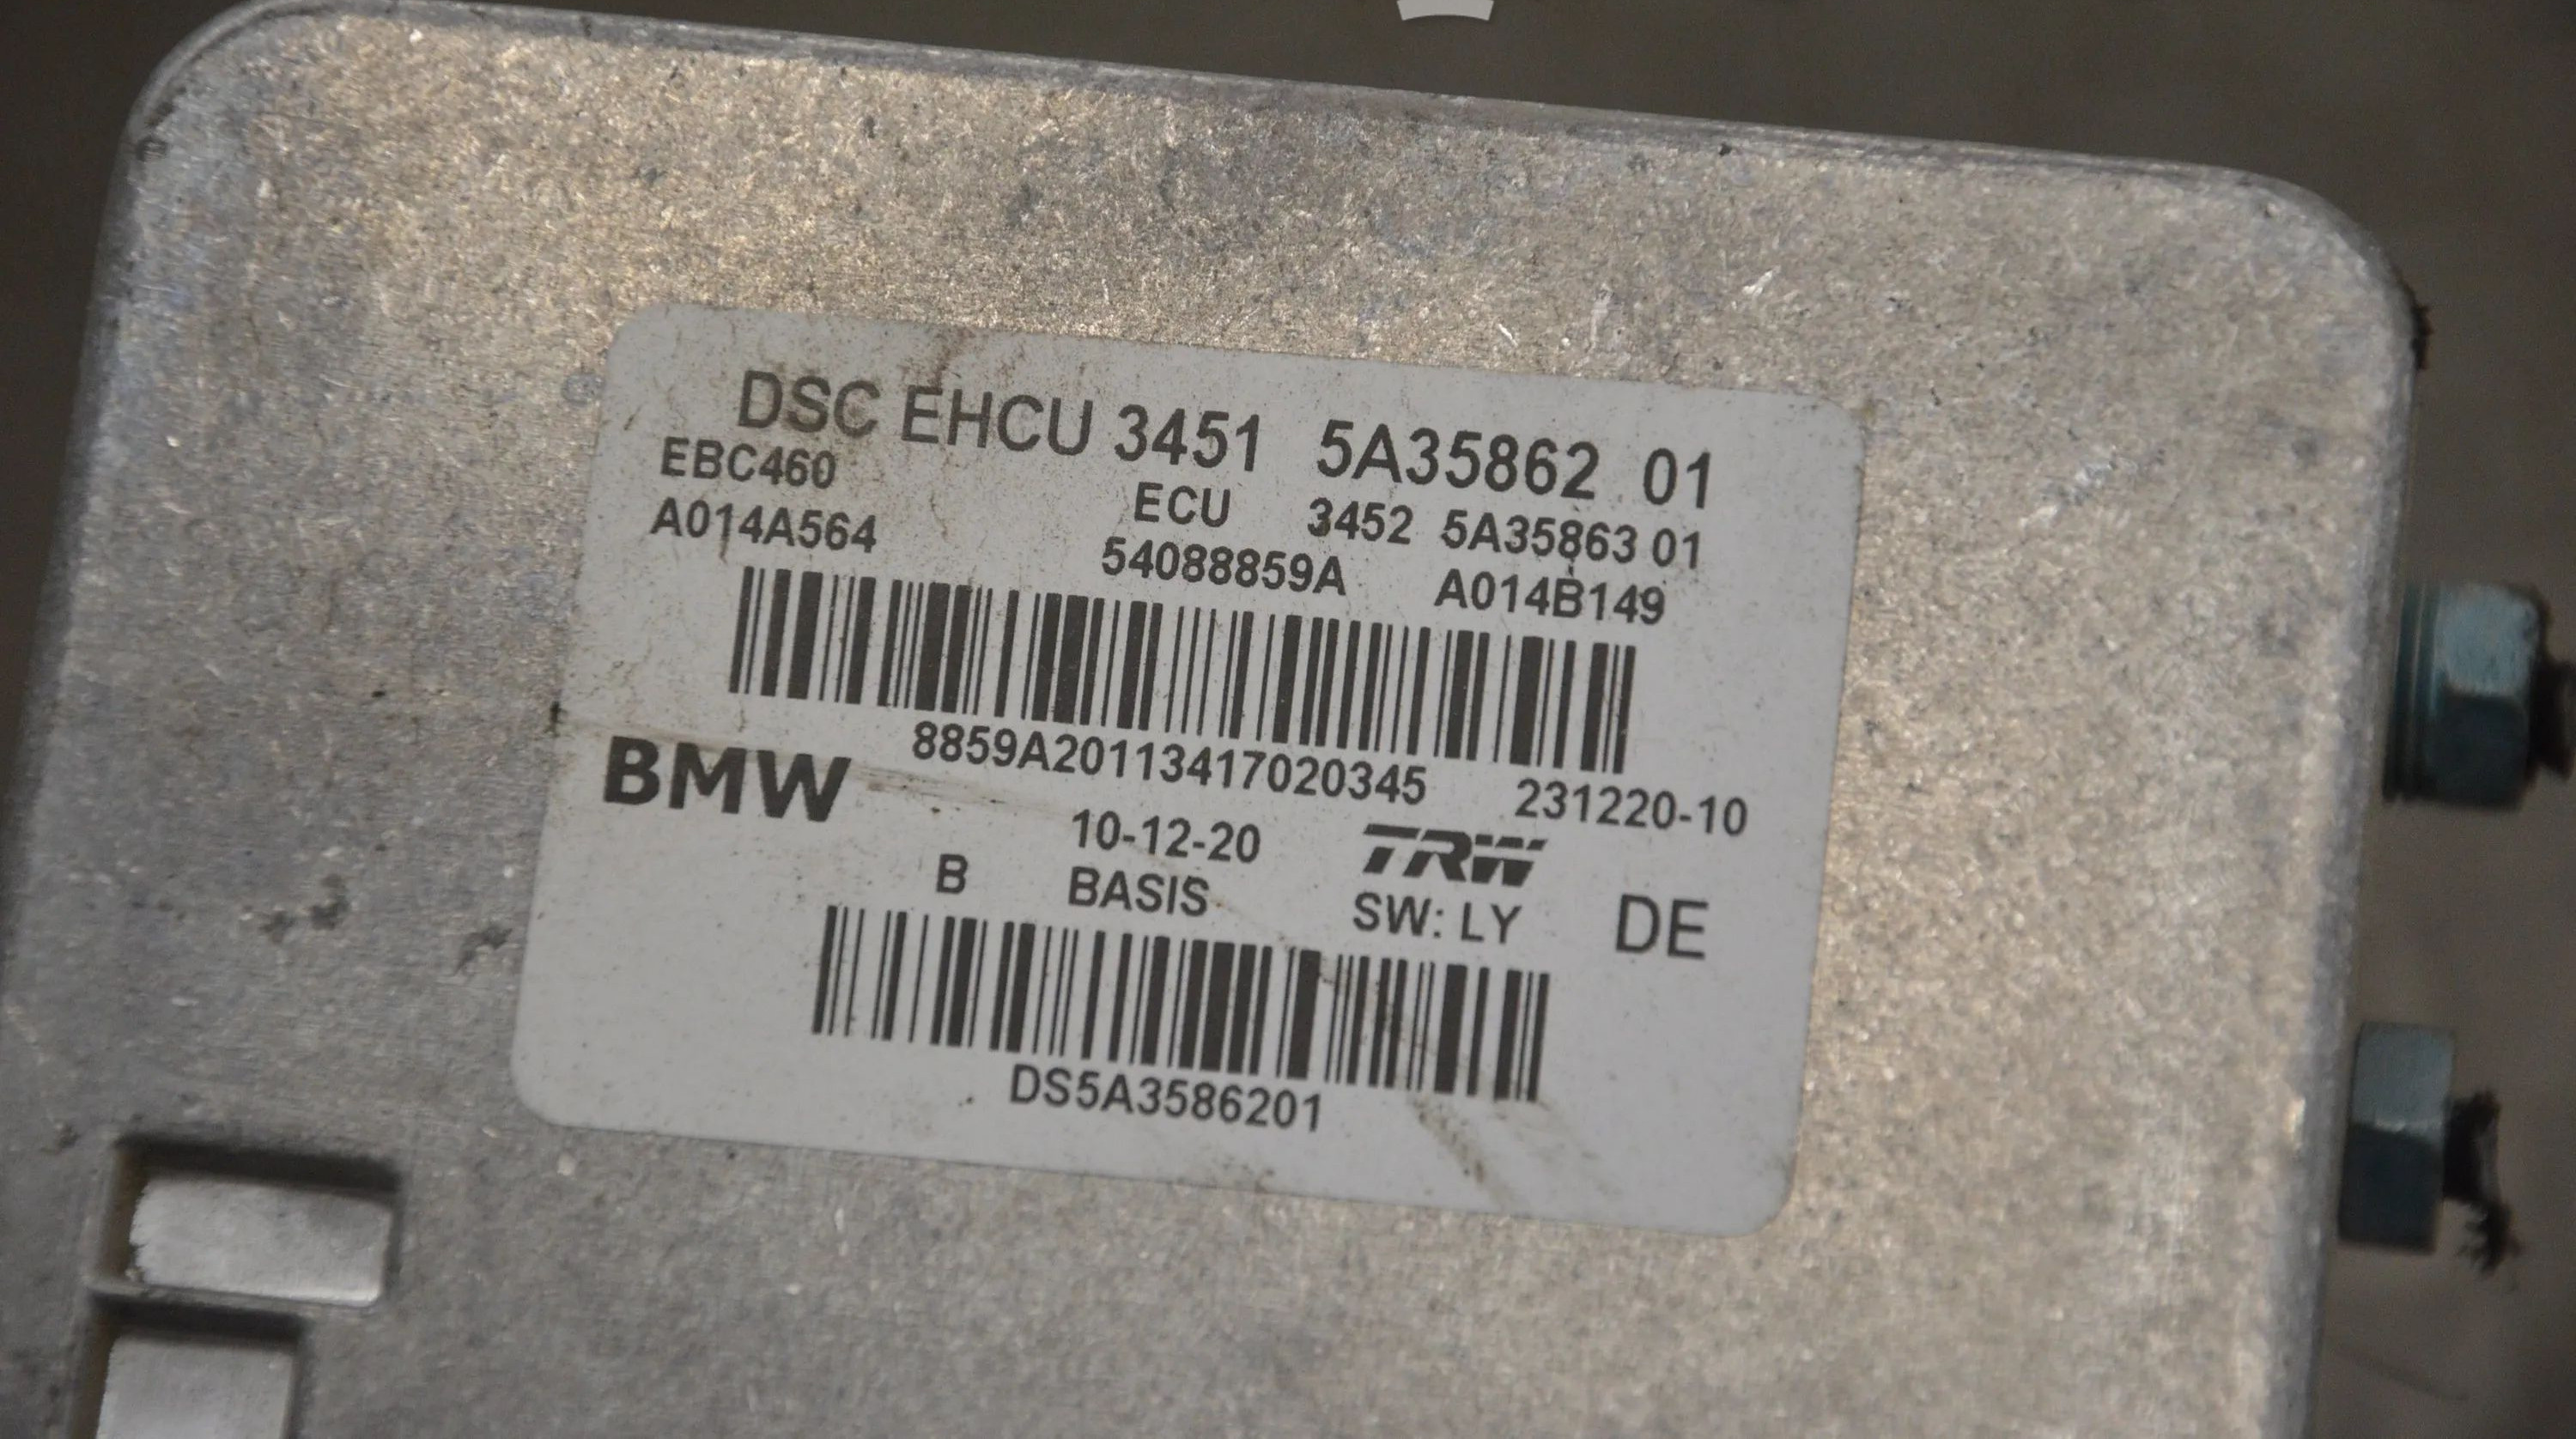 DSC EHCU 3451 5A35862 01
EBC460 ECU 3452 5A35863 01
A014A564 54088859A A014B149
8859A20113417020345 231220-10
BMW 10-12-20 TRW
B BASIS SW: LY DE
DS5A3586201